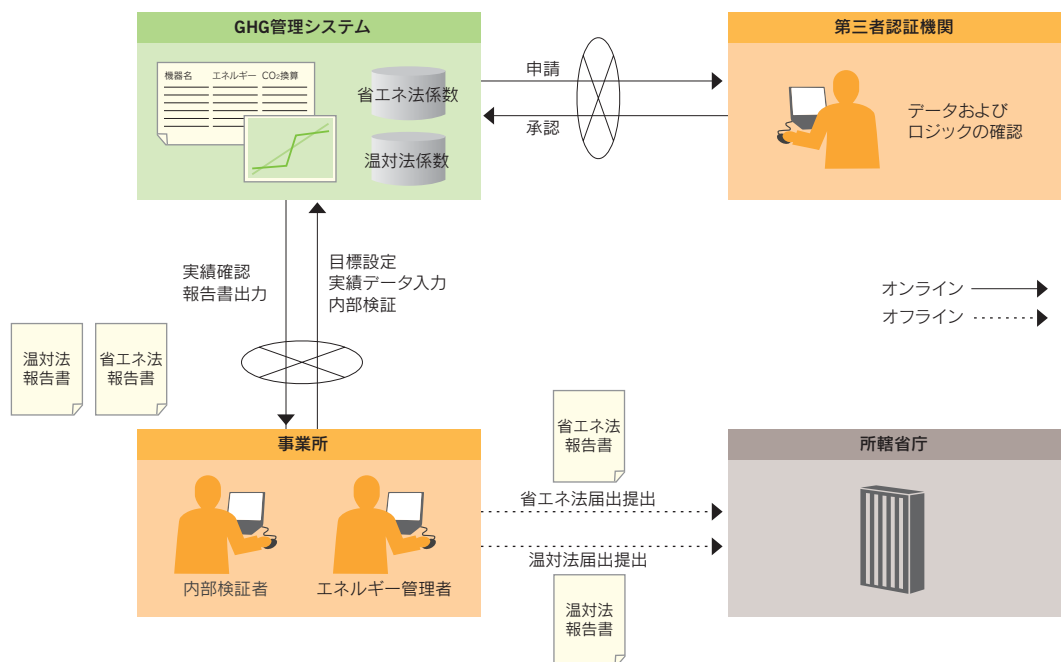 GHG管理システム
機器名 エネルギー CO₂換算
省エネ法係数
温対法係数
申請
承認
第三者認証機関
データおよび
ロジックの確認
実績確認
報告書出力
目標設定
実績データ入力
内部検証
オンライン
オフライン
温対法
報告書
省エネ法
報告書
事業所
内部検証者
エネルギー管理者
省エネ法
報告書
省エネ法届出提出
温対法届出提出
温対法
報告書
所轄省庁